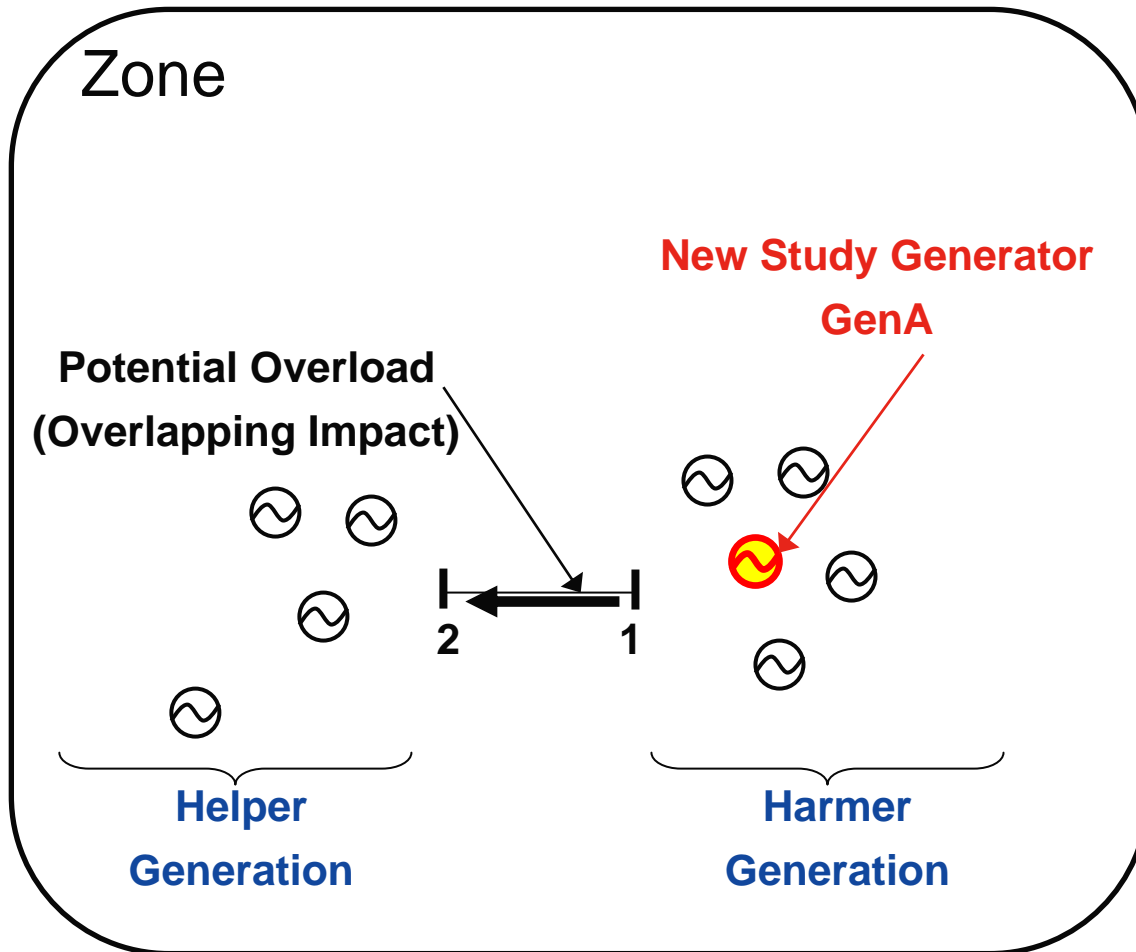 Zone
New Study Generator
GenA
Potential Overload
(Overlapping Impact)
2
1
Helper
Generation
Harmer
Generation